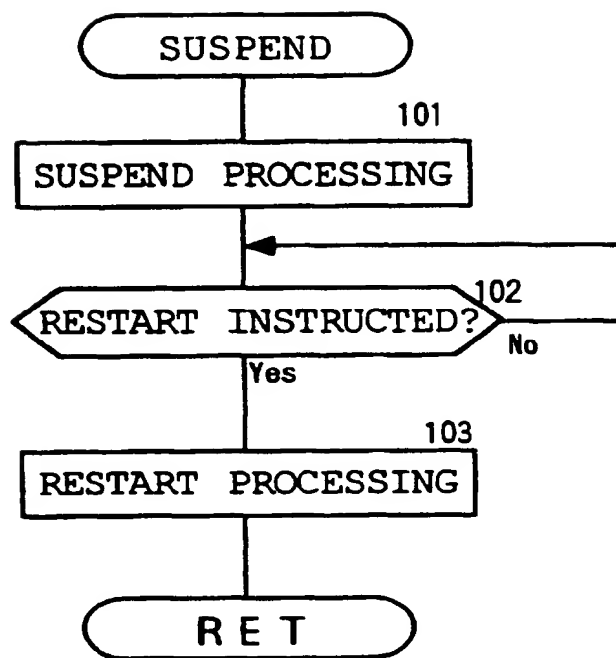 SUSPEND
101
SUSPEND PROCESSING
102
RESTART INSTRUCTED?
No
Yes
103
RESTART PROCESSING
RET